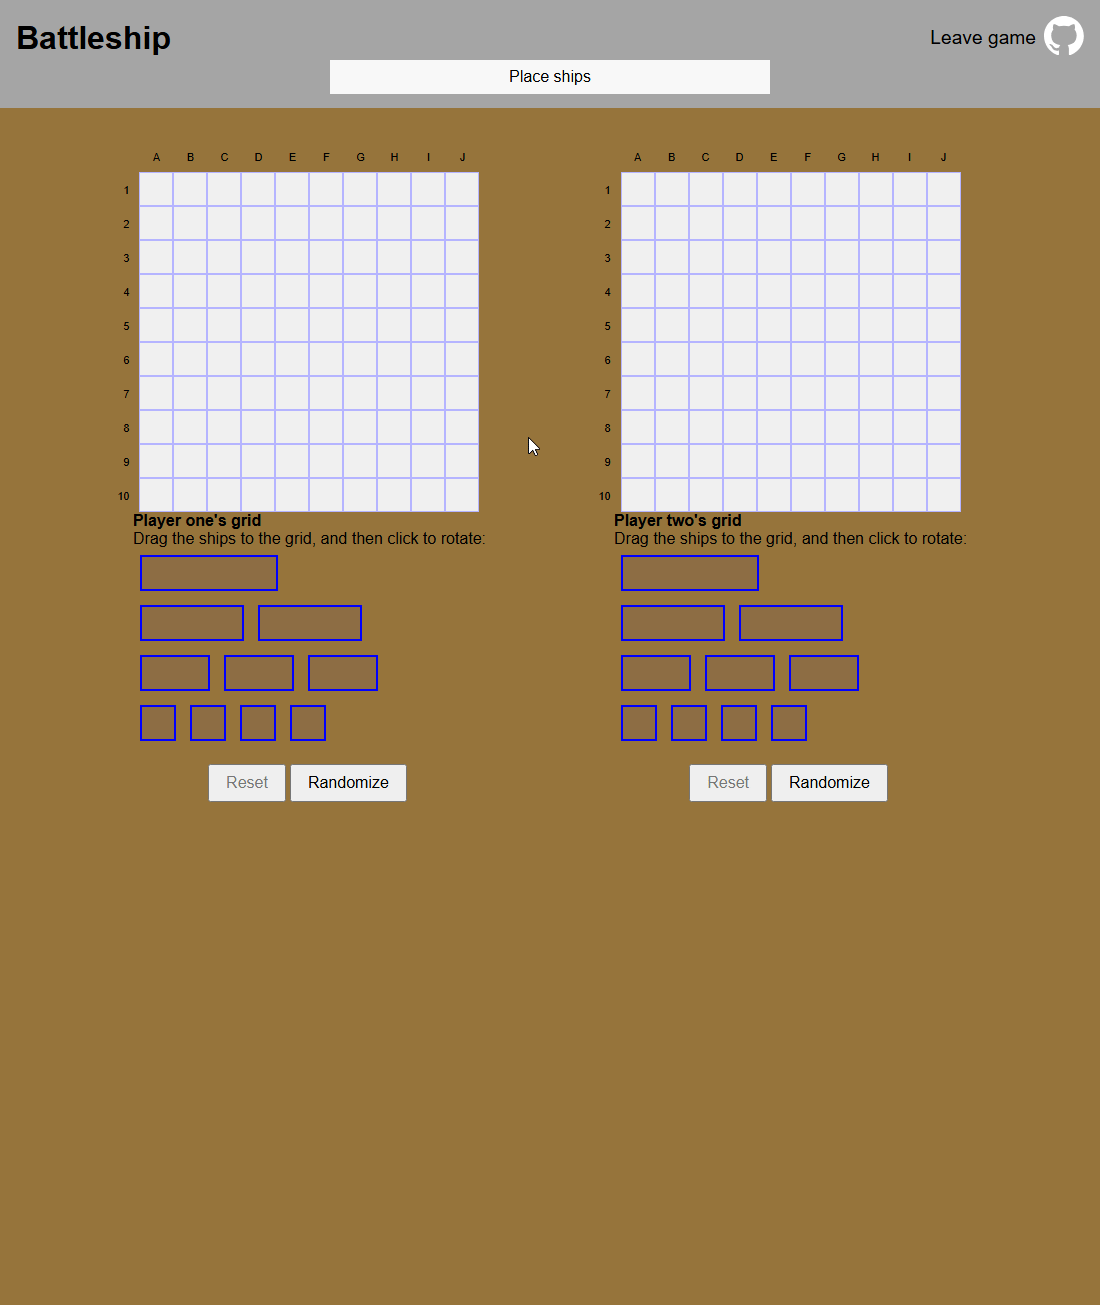 Battleship
Leave game
Place ships
A B C D E F G H I J
1
2
3
4
5
6
7
8
9
10
Player one's grid
Drag the ships to the grid, and then click to rotate:
Reset Randomize
A B C D E F G H I J
1
2
3
4
5
6
7
8
9
10
Player two's grid
Drag the ships to the grid, and then click to rotate:
Reset Randomize